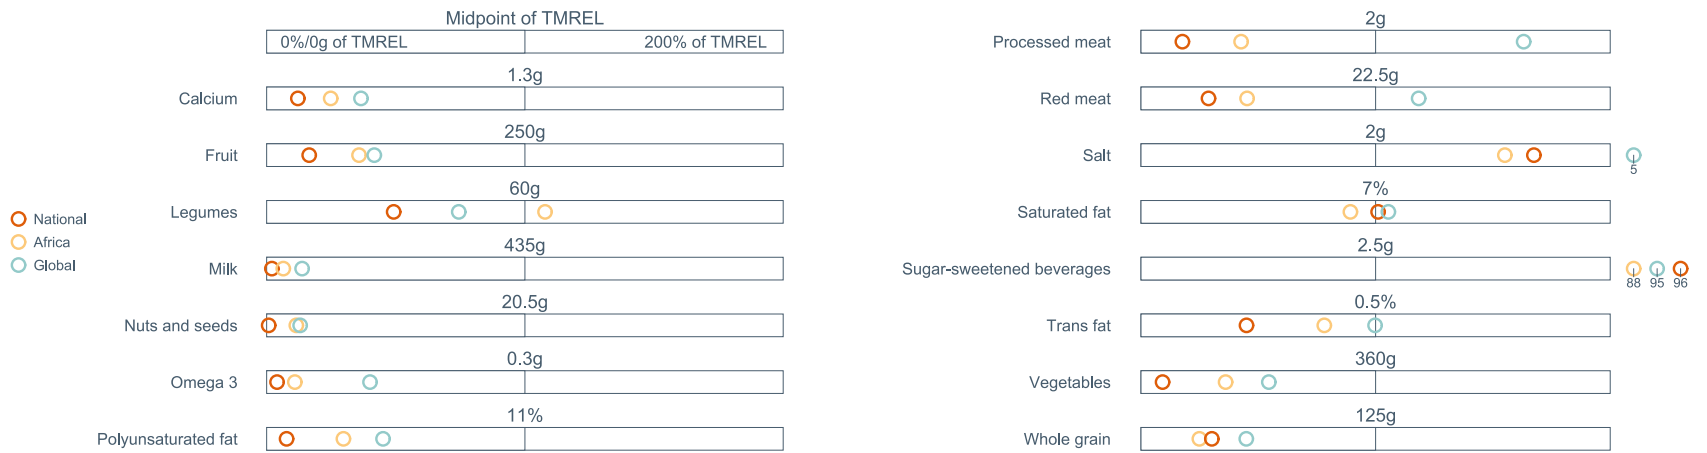 Midpoint of TMREL
0%/0g of TMREL 200% of TMREL
1.3g
Calcium
250g
Fruit
60g
Legumes
435g
Milk
20.5g
Nuts and seeds
0.3g
Omega 3
11%
Polyunsaturated fat
National
Africa
Global
2g
Processed meat
22.5g
Red meat
2g
Salt
5
7%
Saturated fat
2.5g
Sugar-sweetened beverages
88 95 96
0.5%
Trans fat
360g
Vegetables
125g
Whole grain